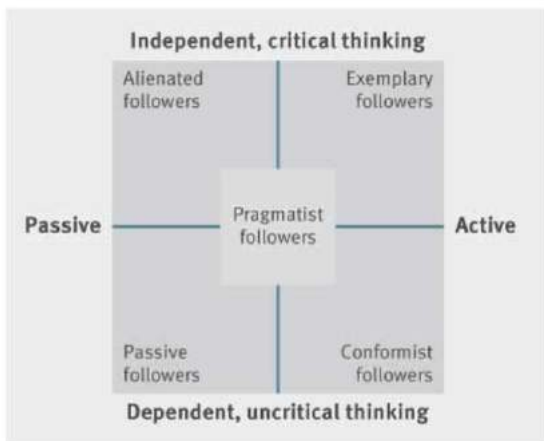 Independent, critical thinking
Alienated
followers
Exemplary
followers
Passive
Pragmatist
followers
Active
Passive
followers
Conformist
followers
Dependent, uncritical thinking